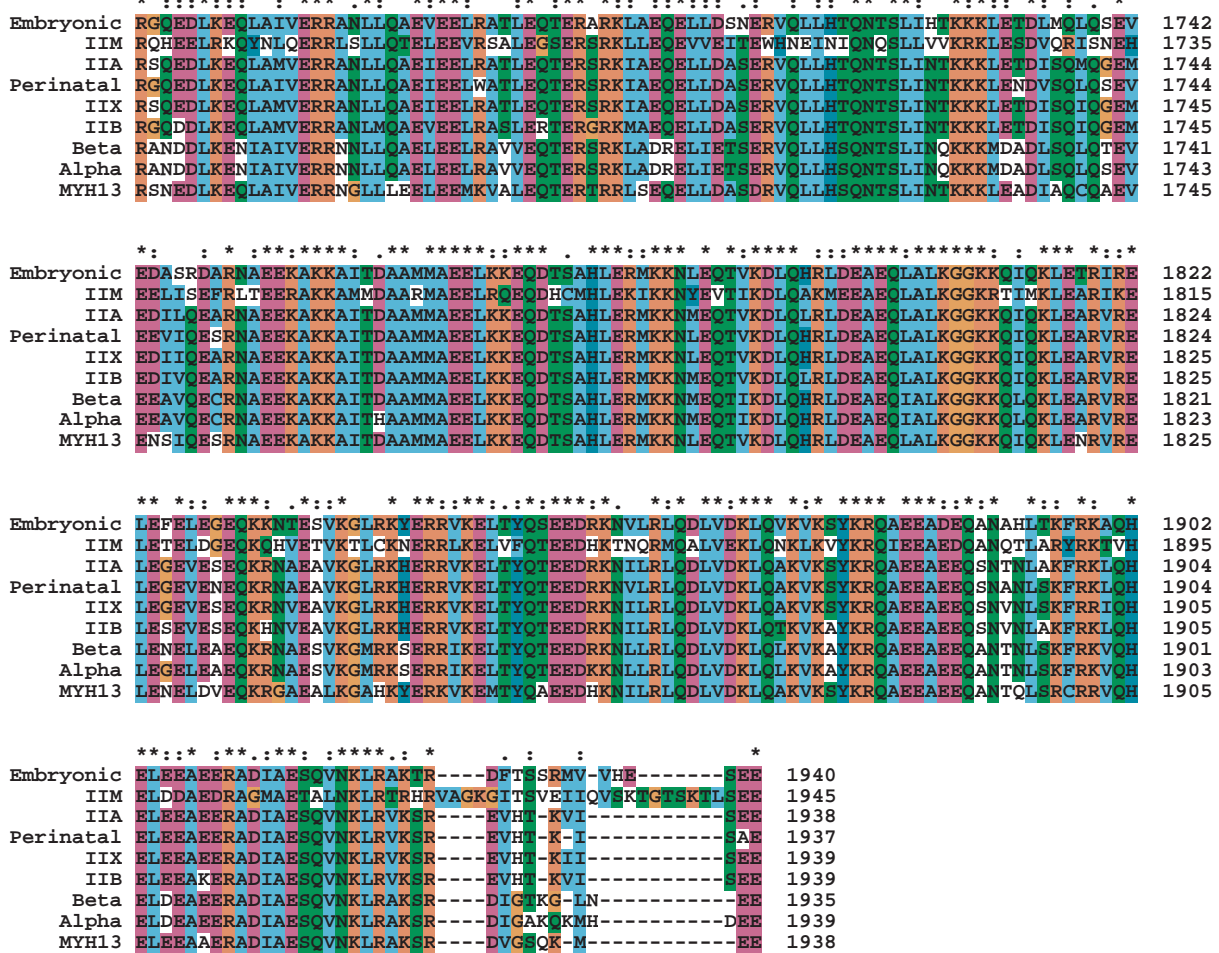 Embryonic RGQEDLKEQLAIVERRANLLQAEVEELRATLEQTERARKLAEQELLDSNERVQLLHTQNTSLIHTKKKLETDLMQLQSEV 1742
IIM RQHEELRKQYNLQERRLSLLQTELEEVRSALEGSERSRKLLEQEVVEITEWHNEINIQNQSLLVVKRKLESDVQRISNEH 1735
IIA RSQEDLKEQLAMVERRANLLQAEIEELRATLEQTERSRKIAEQELLDASERVQLLHTQNTSLINTKKKLETDISQMQGEM 1744
Perinatal RGQEDLKEQLAIVERRANLLQAEIEELWATLEQTERSRKIAEQELLDASERVQLLHTQNTSLINTKKKLENDVSQLQSEV 1744
IIX RSQEDLKEQLAMVERRANLLQAEIEELRATLEQTERSRKIAEQELLDASERVQLLHTQNTSLINTKKKLETDISQIQGEM 1745
IIB RGQDDLKEQLAMVERRANLMQAEVEELRASLERTERGRKMAEQELLDASERVQLLHTQNTSLINTKKKLETDISQIQGEM 1745
Beta RANDDLKENIAIVERRNNLLQAELEELRAVVEQTERSRKLADRELIETSERVQLLHSQNTSLINQKKKMDADLSQLQTEV 1741
Alpha RANDDLKENIAIVERRNNLLQAELEELRAVVEQTERSRKLADRELIETSERVQLLHSQNTSLINQKKKMDADLSQLQSEV 1743
MYH13 RSNEDLKEQLAIVERRNGLLLEELEEMKVALEQTERTRRLSEQELLDASDRVQLLHSQNTSLINTKKKLEADIAQCQAEV 1745
*: : * :***:****: .** *****:*** . ***:*** * *:**** :::****:******: : *** *::*
Embryonic EDASRDARNAEEKAKKAITDAAMMAEELKKEQDTSAHLERMKKNLEQTVKDLQHRLDEAEQLALKGGKKQIQKLETRIRE 1822
IIM EELISEFRLTEERAKKAMMDAARMAEELRQEQDHCMHLEKIKKNYEVTIKDLQAKMEEAEQLALKGGKRTIMKLEARIKE 1815
IIA EDILQEARNAEEKAKKAITDAAMMAEELKKEQDTSAHLERMKKNMEQTVKDLQLRLDEAEQLALKGGKKQIQKLEARVRE 1824
Perinatal EEVIQESRNAEEKAKKAITDAAMMAEELKKEQDTSAHLERMKKNLEQTVKDLQHRLDEAEQLALKGGKKQIQKLEARVRE 1824
IIX EDIIQEARNAEEKAKKAITDAAMMAEELKKEQDTSAHLERMKKNLEQTVKDLQHRLDEAEQLALKGGKKQIQKLEARVRE 1825
IIB EDIVQEARNAEEKAKKAITDAAMMAEELKKEQDTSAHLERMKKNMEQTVKDLQLRLDEAEQLALKGGKKQIQKLEARVRE 1825
Beta EEAVQECRNAEEKAKKAITDAAMMAEELKKEQDTSAHLERMKKNMEQTIKDLQHRLDEAEQIALKGGKKQLQKLEARVRE 1821
Alpha EEAVQECRNAEEKAKKAITHAAMMAEELKKEQDTSAHLERMKKNMEQTIKDLQHRLDEAEQIALKGGKKQLQKLEARVRE 1823
MYH13 ENSIQESRNAEEKAKKAITDAAMMAEELKKEQDTSAHLERMKKNLEQTVKDLQHRLDEAEQLALKGGKKQIQKLENRVRE 1825
** *:: ***: .*::* * **::**:.:*:***:*. *:* **:*** *:* **** ***::*:* *:: *: *
Embryonic LEFELEGEQKKNTESVKGLRKYERRVKELTYQSEEDRKNVLRLQDLVDKLQVKVKSYKRQAEEADEQANAHLTKFRKAQH 1902
IIM LETELDGEQKQHVETVKTLCKNERRLKELVFQTEEDHKTNQRMQALVEKLQNKLKVYKRQIEEAEDQANQTLARYRKTVH 1895
IIA LEGEVESEQKRNAEAVKGLRKHERRVKELTYQTEEDRKNILRLQDLVDKLQAKVKSYKRQAEEAEEQSNTNLAKFRKLQH 1904
Perinatal LEGEVENEQKRNAEAVKGLRKHERRVKELTYQTEEDRKNVLRLQDLVDKLQAKVKSYKRQAEEAEEQSNANLSKFRKLQH 1904
IIX LEGEVESEQKRNVEAVKGLRKHERKVKELTYQTEEDRKNILRLQDLVDKLQAKVKSYKRQAEEAEEQSNVNLSKFRRIQH 1905
IIB LESEVESEQKHNVEAVKGLRKHERRVKELTYQTEEDRKNILRLQDLVDKLQTKVKAYKRQAEEAEEQSNVNLAKFRKLQH 1905
Beta LENELEAEQKRNAESVKGMRKSERRIKELTYQTEEDRKNLLRLQDLVDKLQLKVKAYKRQAEEAEEQANTNLSKFRKVQH 1901
Alpha LEGELEAEQKRNAESVKGMRKSERRIKELTYQTEEDRKNLLRLQDLVDKLQLKVKAYKRQAEEAEEQANTNLSKFRKVQH 1903
MYH13 LENELDVEQKRGAEALKGAHKYERKVKEMTYQAEEDHKNILRLQDLVDKLQAKVKSYKRQAEEAEEQANTQLSRCRRVQH 1905
**::* :**.:**: :****.: * . : : *
Embryonic ELEEAEERADIAESQVNKLRAKTR----DFTSSRMV-VHE-------SEE 1940
IIM ELDDAEDRAGMAETALNKLRTRHRVAGKGITSVEIIQVSKTGTSKTLSEE 1945
IIA ELEEAEERADIAESQVNKLRVKSR----EVHT-KVI-----------SEE 1938
Perinatal ELEEAEERADIAESQVNKLRVKSR----EVHT-K-I-----------SAE 1937
IIX ELEEAEERADIAESQVNKLRVKSR----EVHT-KII-----------SEE 1939
IIB ELEEAKERADIAESQVNKLRVKSR----EVHT-KVI-----------SEE 1939
Beta ELDEAEERADIAESQVNKLRAKSR----DIGTKG-LN-----------EE 1935
Alpha ELDEAEERADIAESQVNKLRAKSR----DIGAKQKMH----------DEE 1939
MYH13 ELEEAAERADIAESQVNKLRAKSR----DVGSQK-M------------EE 1938